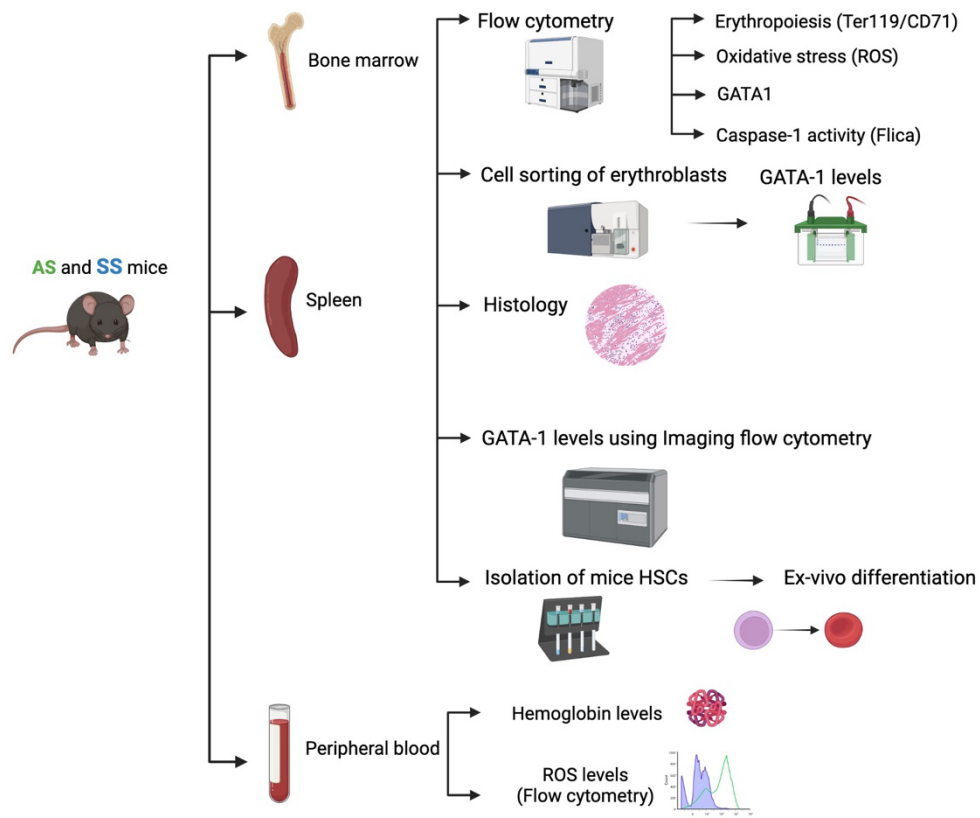 Flow cytometry
Erythropoiesis (Ter119/CD71)
Oxidative stress (ROS)
GATA1
Caspase-1 activity (Flica)
Bone marrow
Cell sorting of erythroblasts
GATA-1 levels
AS and SS mice
Spleen
Histology
GATA-1 levels using Imaging flow cytometry
Isolation of mice HSCs
Ex-vivo differentiation
Peripheral blood
Hemoglobin levels
ROS levels
(Flow cytometry)